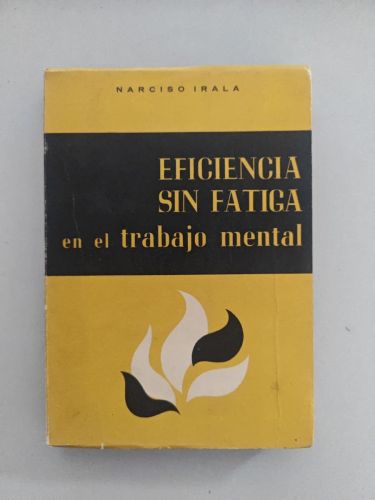 NARCISO IRALA
EFICIENCIA
SIN FATIGA
en el trabajo mental